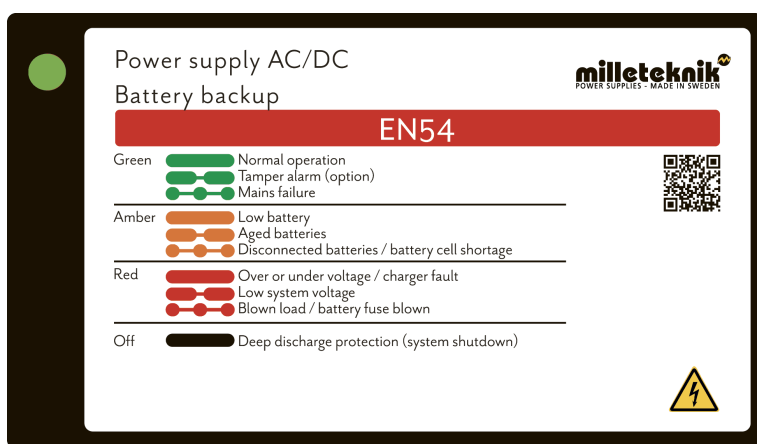 Power supply AC/DC
Battery backup
milleteknik
POWER SUPPLIES - MADE IN SWEDEN
EN54
Green
Normal operation
Tamper alarm (option)
Mains failure
Amber
Low battery
Aged batteries
Disconnected batteries / battery cell shortage
Red
Over or under voltage / charger fault
Low system voltage
Blown load / battery fuse blown
Off
Deep discharge protection (system shutdown)